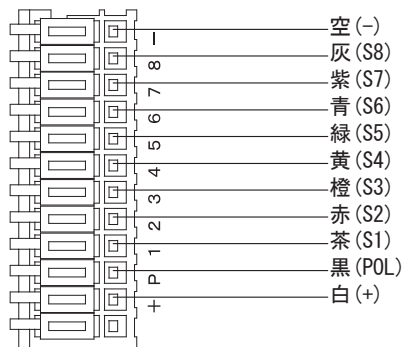 － 空(-)
8 灰(S8)
7 紫(S7)
6 青(S6)
5 緑(S5)
4 黄(S4)
3 橙(S3)
2 赤(S2)
1 茶(S1)
P 黒(POL)
+ 白(+)